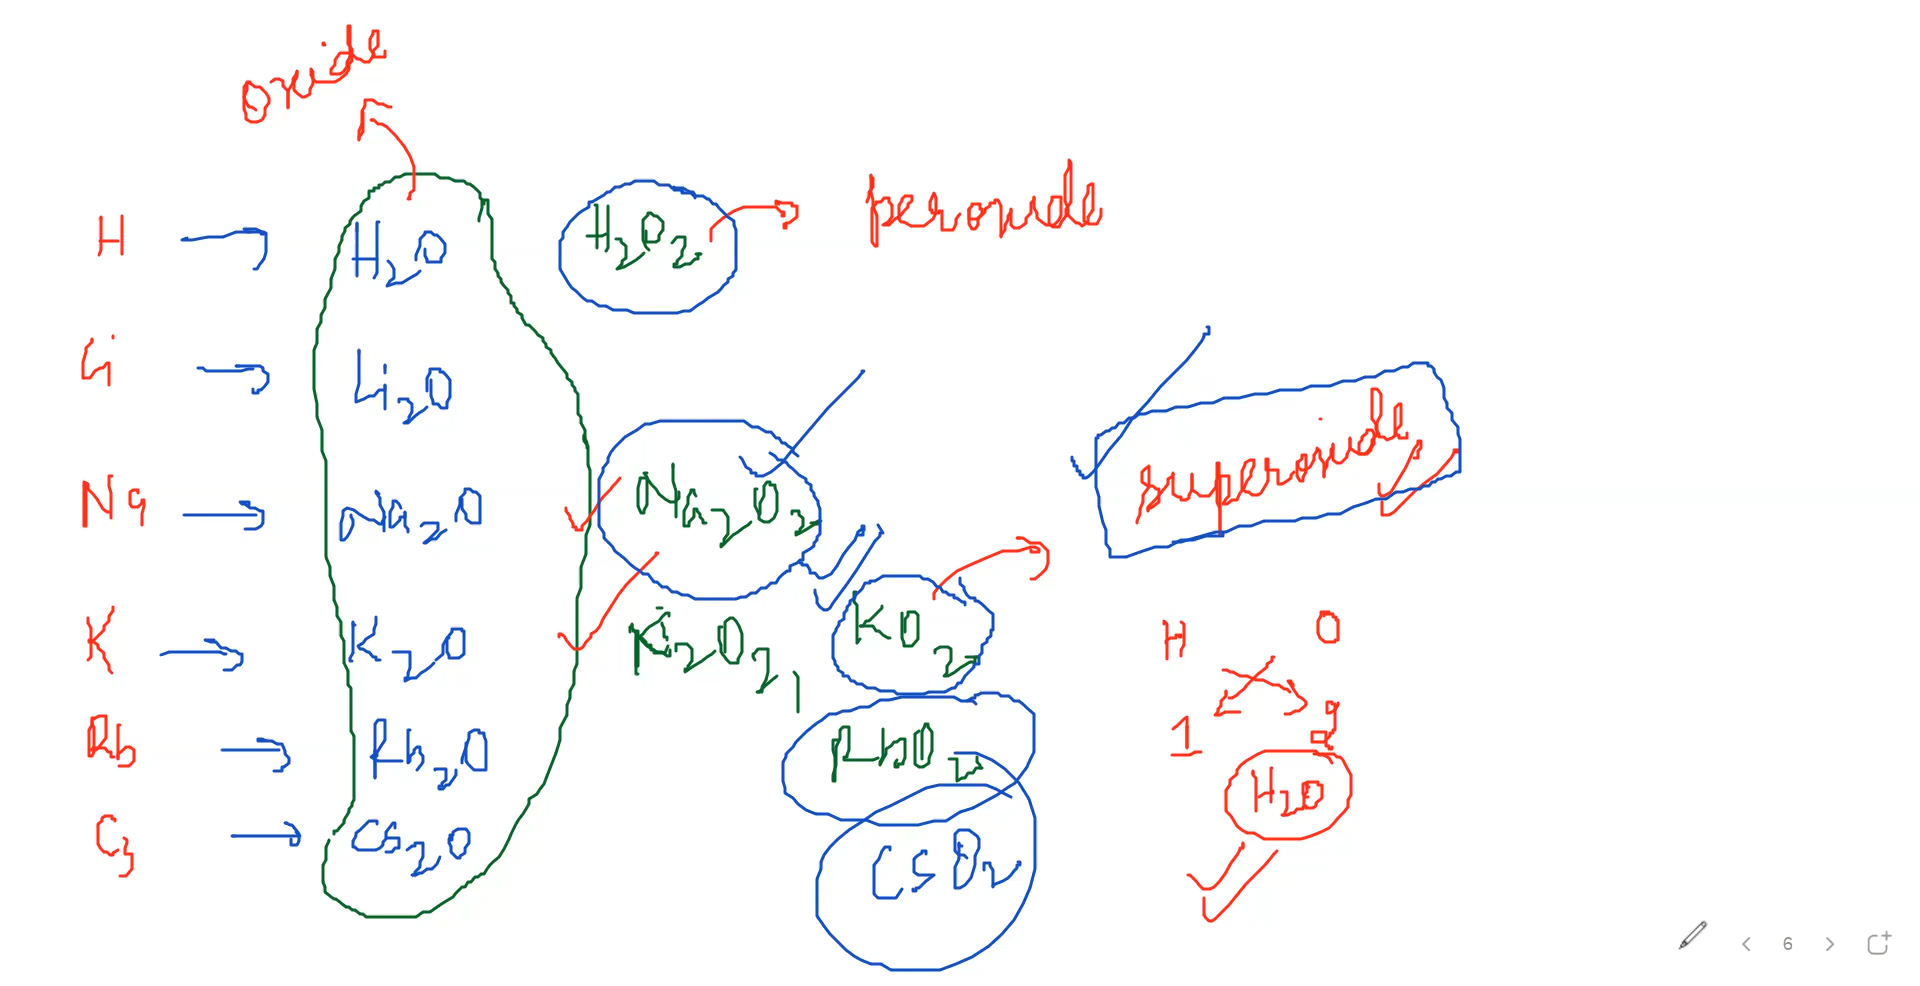 oxide
H → H₂O H₂O₂ → peroxide
Li → Li₂O
superoxide
Na → Na₂O Na₂O₂
K → K₂O K₂O₂, KO₂ H O
Rb → Rb₂O RbO₂ 1 2
H₂O
Cs → Cs₂O CsO₂
6